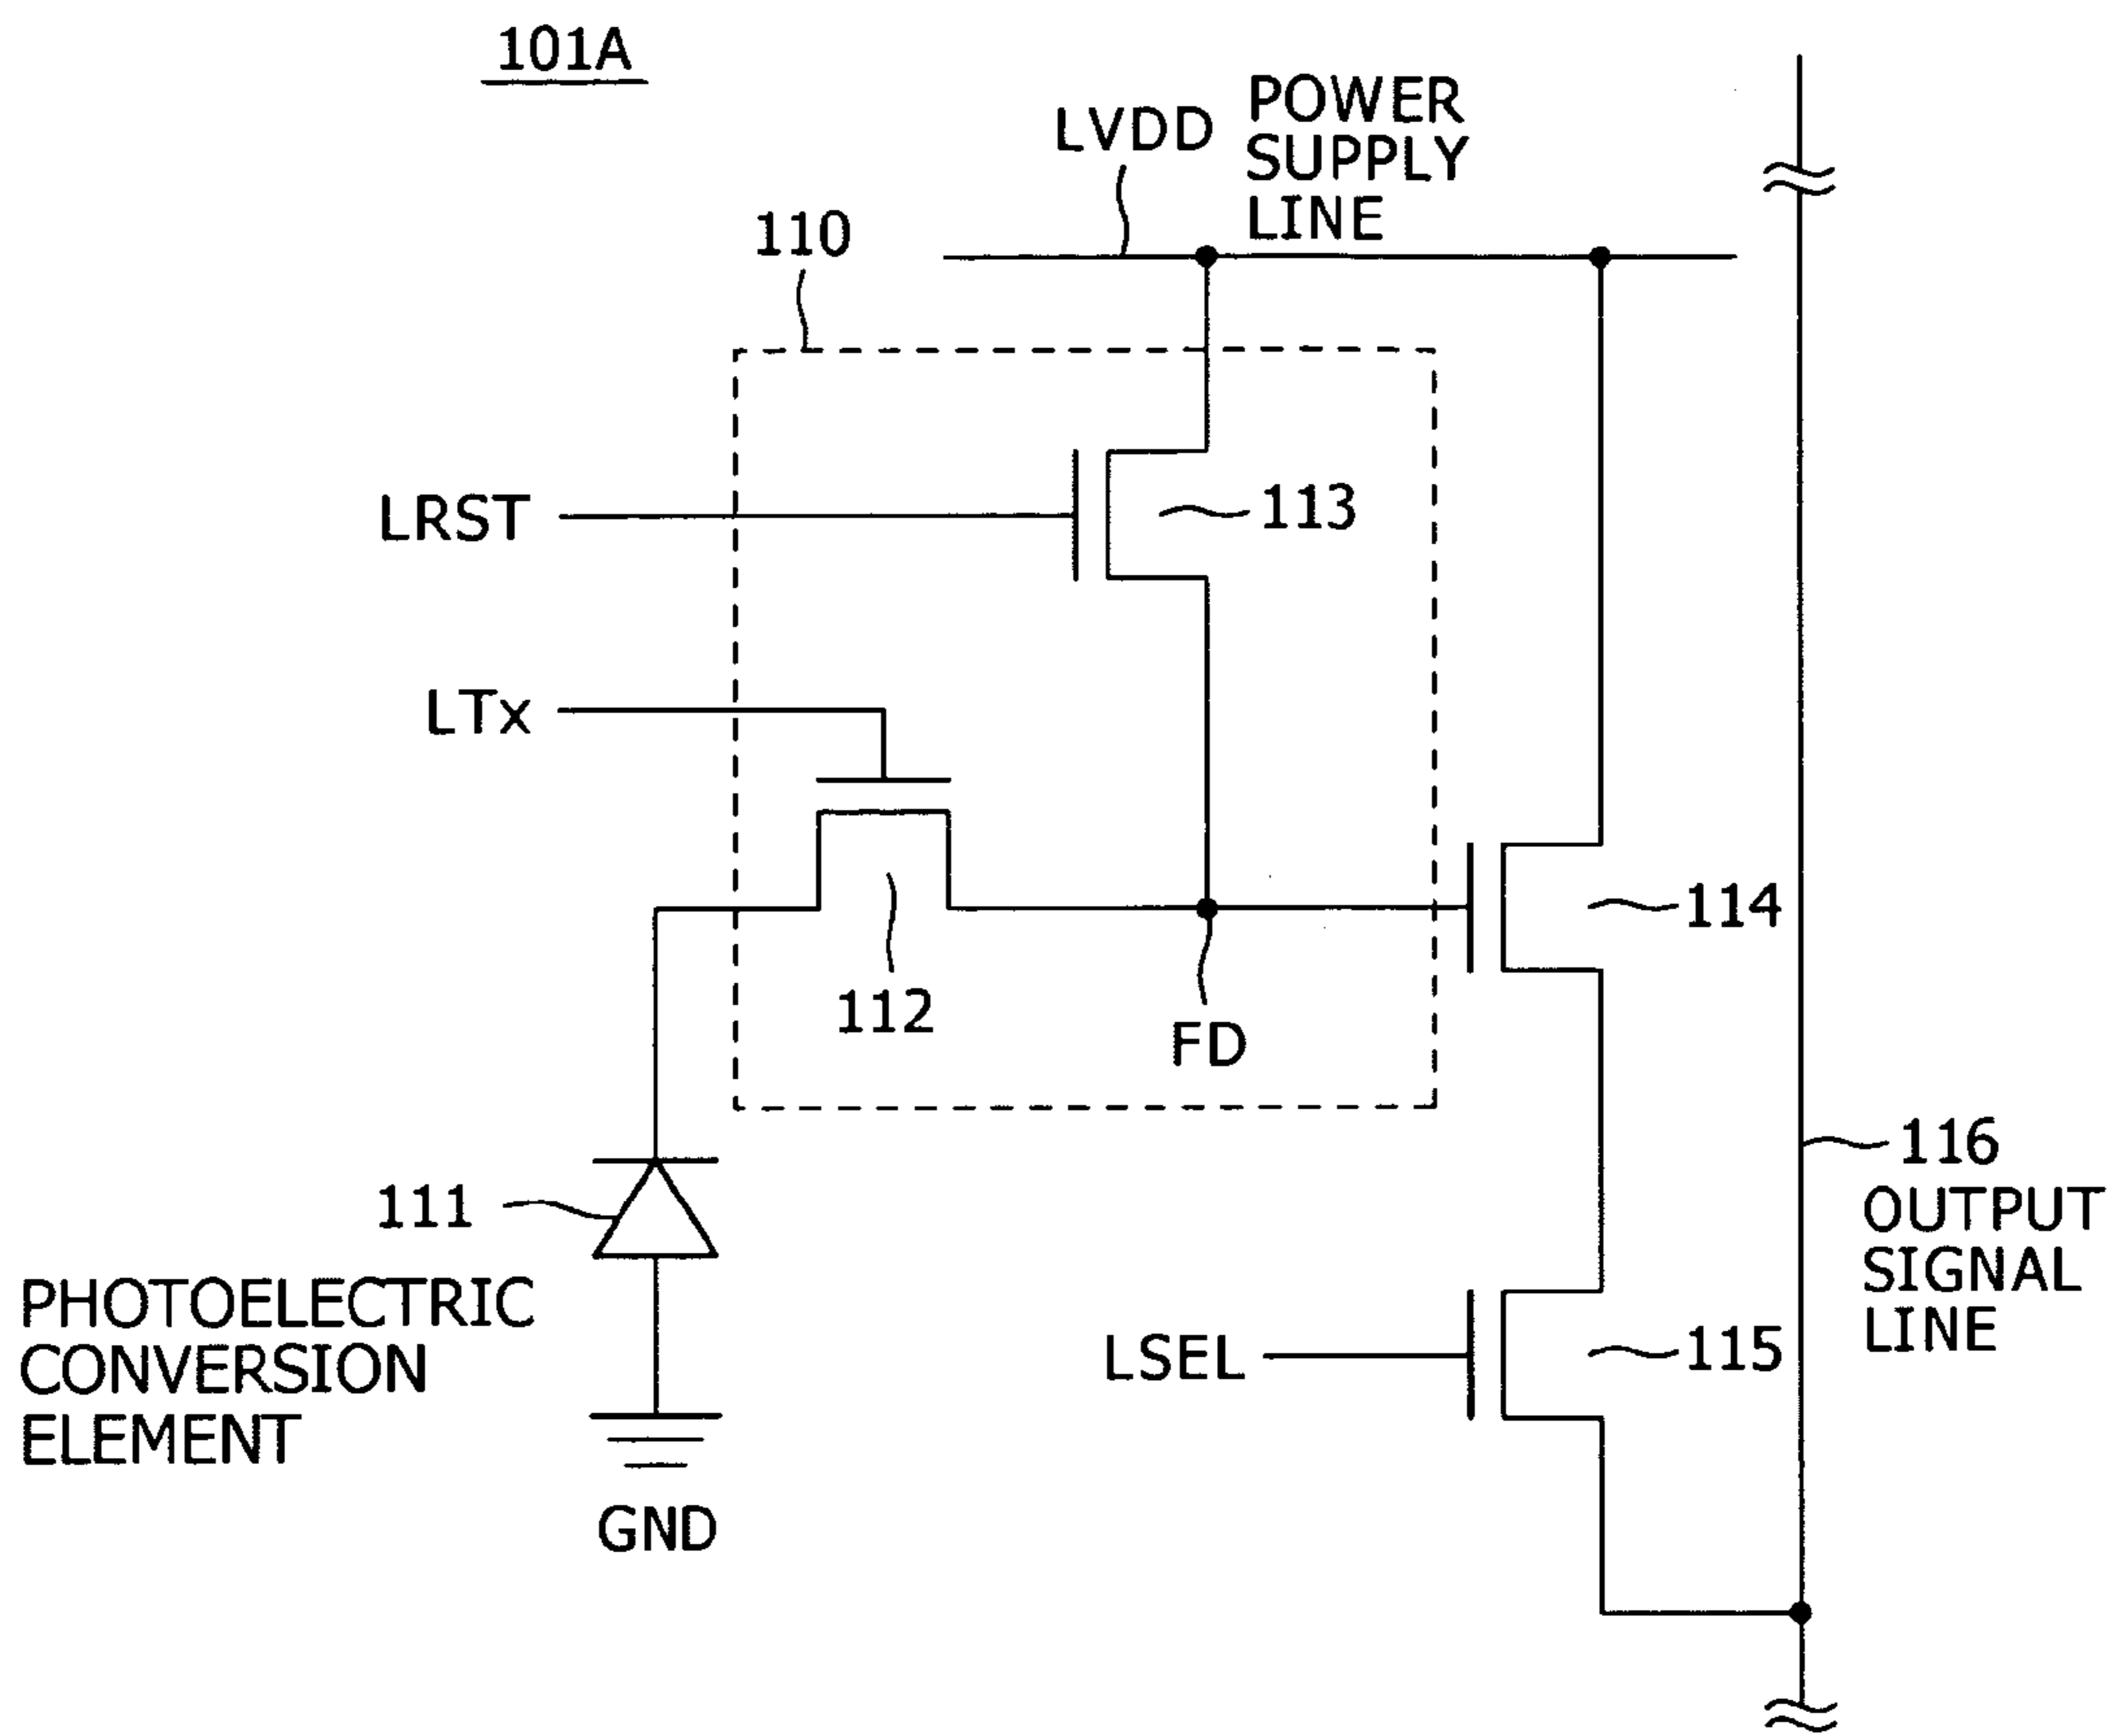 101A
LVDD
POWER
SUPPLY
LINE
110
LRST
113
LTx
114
112
FD
116
OUTPUT
SIGNAL
LINE
111
PHOTOELECTRIC
CONVERSION
ELEMENT
LSEL
115
GND